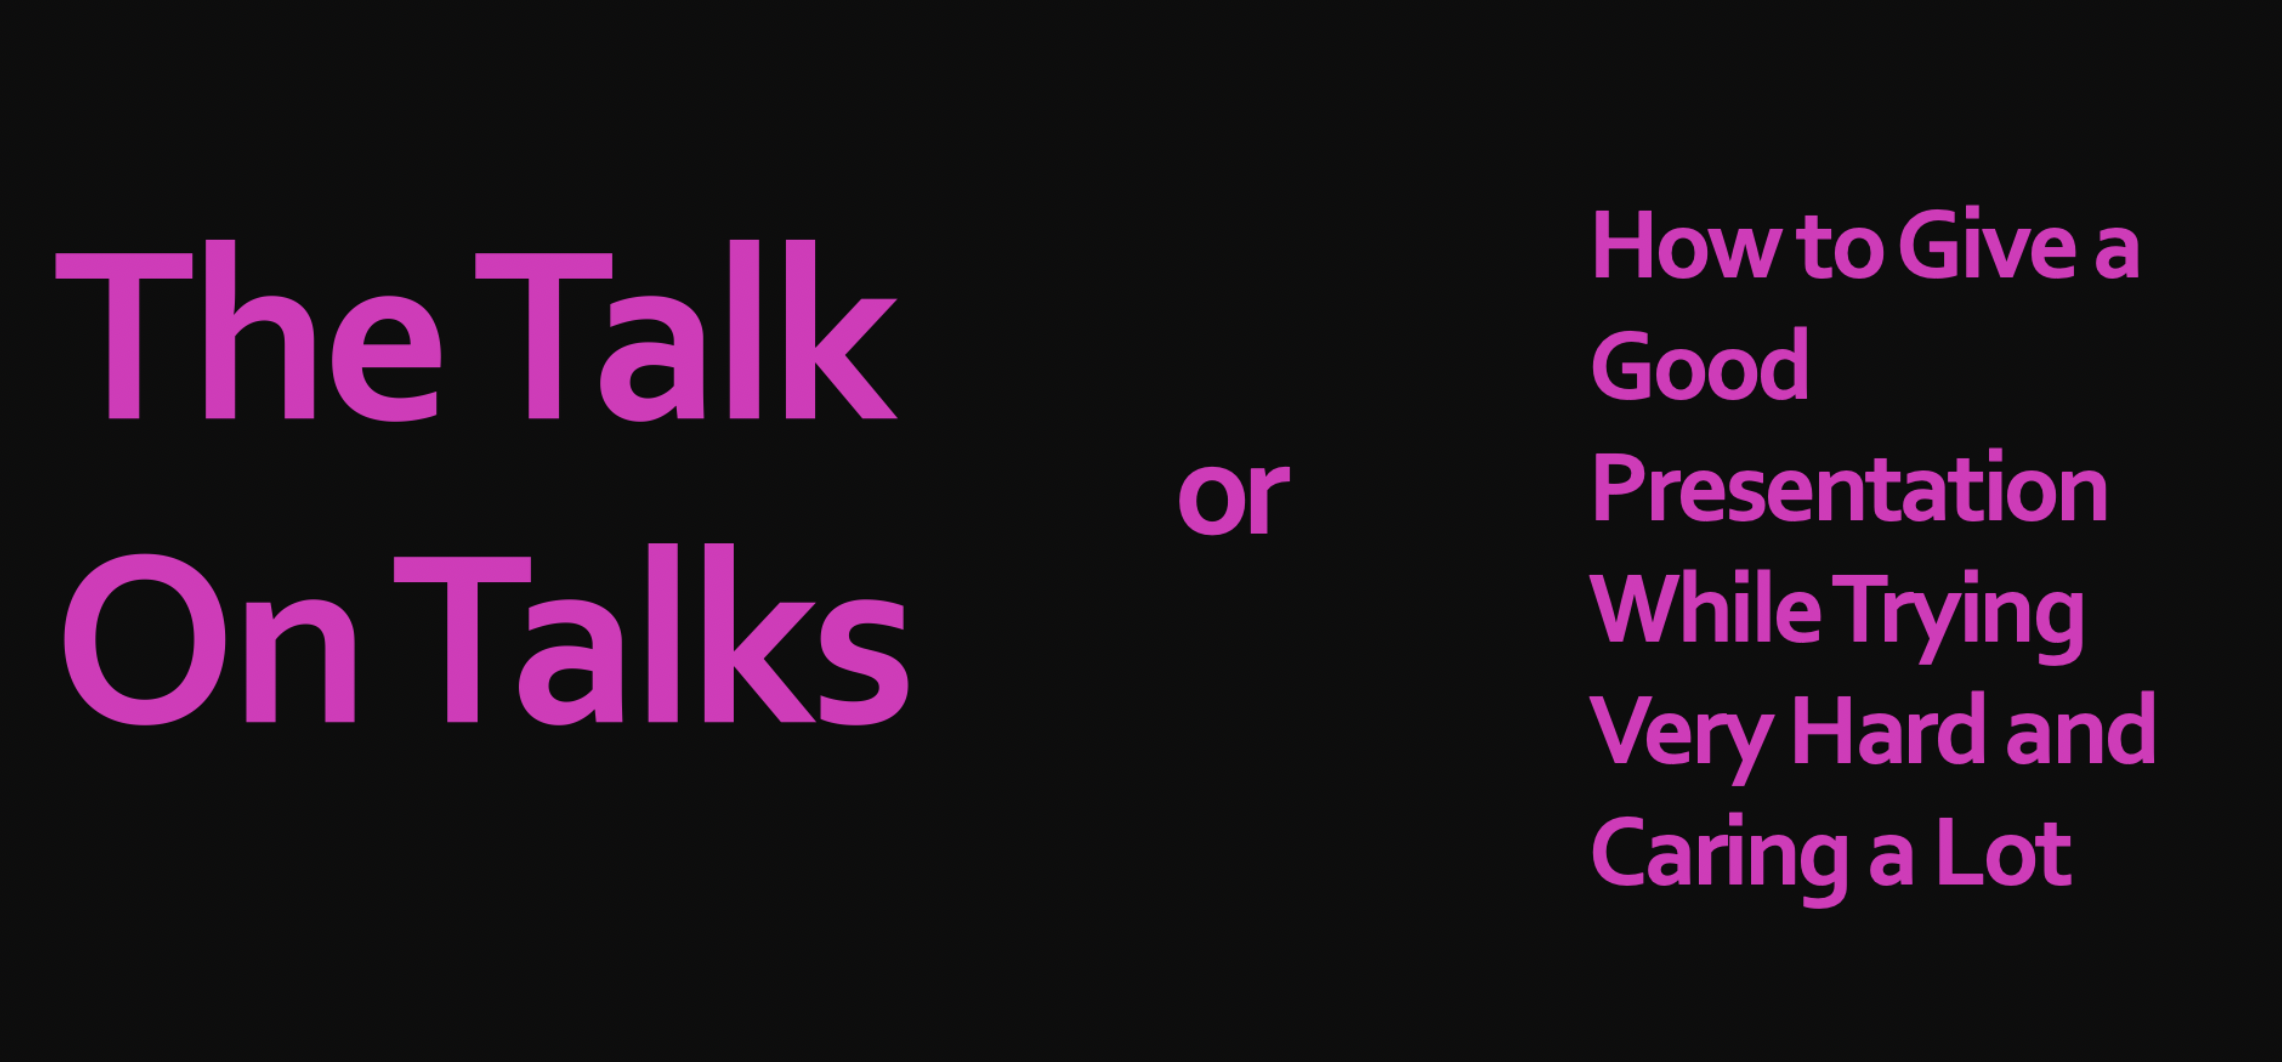 The Talk
On Talks
or
How to Give a
Good
Presentation
While Trying
Very Hard and
Caring a Lot